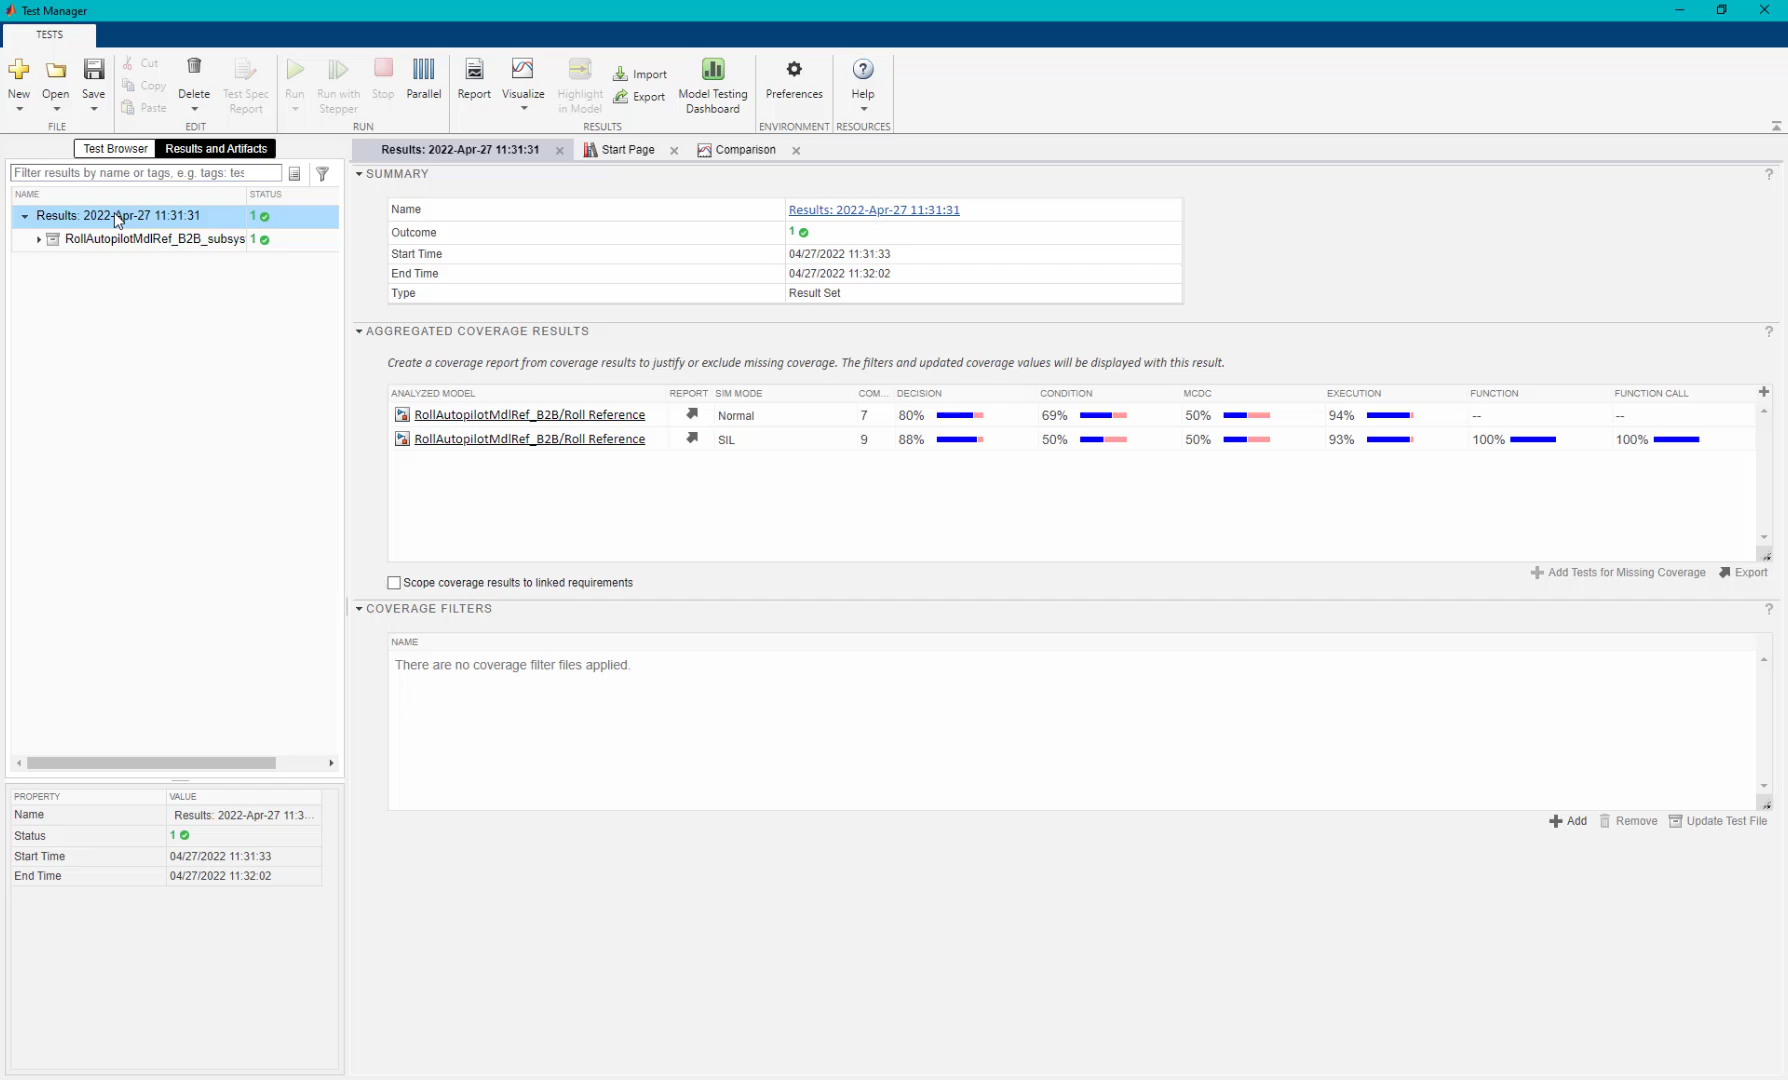 Test Manager
TESTS
New
Open
Save
Cut
Copy
Paste
Delete
Test Spec
Report
Run
Run with
Stepper
Stop
Parallel
Report
Visualize
Highlight
in Model
Import
Export
Model Testing
Dashboard
Preferences
Help
FILE
EDIT
RUN
RESULTS
ENVIRONMENT
RESOURCES
Test Browser
Results and Artifacts
Filter results by name or tags, e.g. tags: tes
NAME STATUS
Results: 2022-Apr-27 11:31:31 1
RollAutopilotMdlRef_B2B_subsys 1
Results: 2022-Apr-27 11:31:31
Start Page
Comparison
SUMMARY
?
Name Results: 2022-Apr-27 11:31:31
Outcome 1
Start Time 04/27/2022 11:31:33
End Time 04/27/2022 11:32:02
Type Result Set
AGGREGATED COVERAGE RESULTS
?
Create a coverage report from coverage results to justify or exclude missing coverage. The filters and updated coverage values will be displayed with this result.
ANALYZED MODEL REPORT SIM MODE COM... DECISION CONDITION MCDC EXECUTION FUNCTION FUNCTION CALL
RollAutopilotMdlRef_B2B/Roll Reference Normal 7 80% 69% 50% 94% -- --
RollAutopilotMdlRef_B2B/Roll Reference SIL 9 88% 50% 50% 93% 100% 100%
Add Tests for Missing Coverage Export
Scope coverage results to linked requirements
COVERAGE FILTERS
?
NAME
There are no coverage filter files applied.
Add Remove Update Test File
PROPERTY VALUE
Name Results: 2022-Apr-27 11:3...
Status 1
Start Time 04/27/2022 11:31:33
End Time 04/27/2022 11:32:02